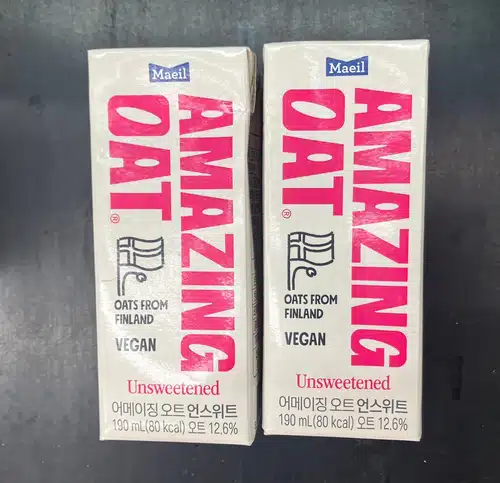 Maeil
AMAZING
OAT®
OATS FROM
FINLAND
VEGAN
Unsweetened
어메이징 오트 언스위트
190 mL(80 kcal) 오트 12.6%
Maeil
AMAZING
OAT®
OATS FROM
FINLAND
VEGAN
Unsweetened
어메이징 오트 언스위트
190 mL(80 kcal) 오트 12.6%